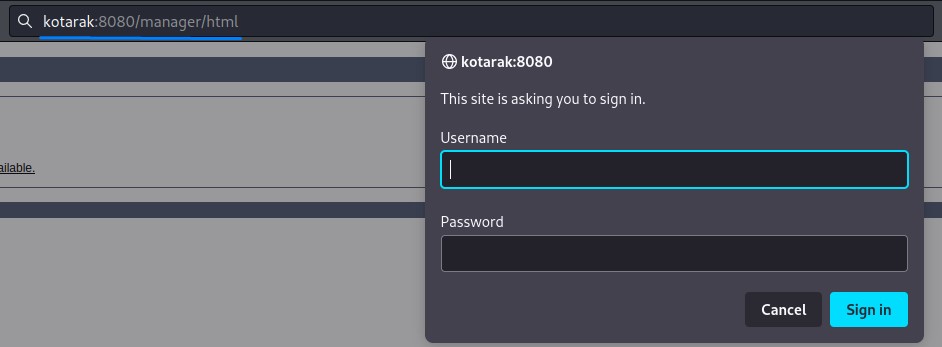 kotarak:8080/manager/html
kotarak:8080
This site is asking you to sign in.
Username
ailable.
Password
Cancel
Sign in